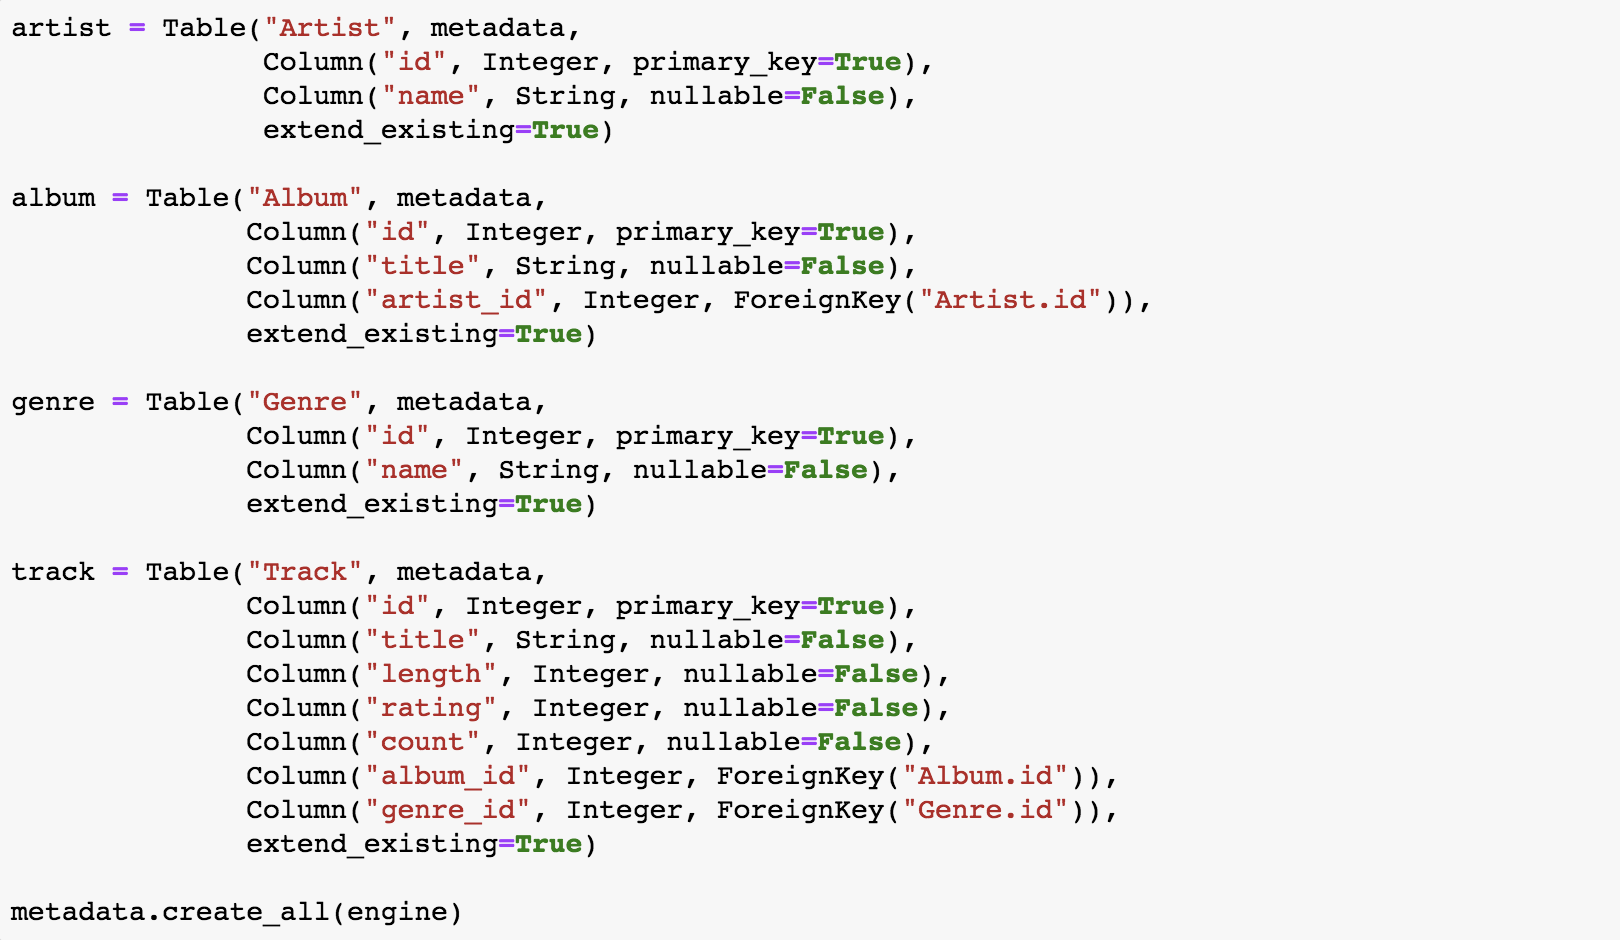 artist = Table("Artist", metadata,
               Column("id", Integer, primary_key=True),
               Column("name", String, nullable=False),
               extend_existing=True)

album = Table("Album", metadata,
              Column("id", Integer, primary_key=True),
              Column("title", String, nullable=False),
              Column("artist_id", Integer, ForeignKey("Artist.id")),
              extend_existing=True)

genre = Table("Genre", metadata,
              Column("id", Integer, primary_key=True),
              Column("name", String, nullable=False),
              extend_existing=True)

track = Table("Track", metadata,
              Column("id", Integer, primary_key=True),
              Column("title", String, nullable=False),
              Column("length", Integer, nullable=False),
              Column("rating", Integer, nullable=False),
              Column("count", Integer, nullable=False),
              Column("album_id", Integer, ForeignKey("Album.id")),
              Column("genre_id", Integer, ForeignKey("Genre.id")),
              extend_existing=True)

metadata.create_all(engine)